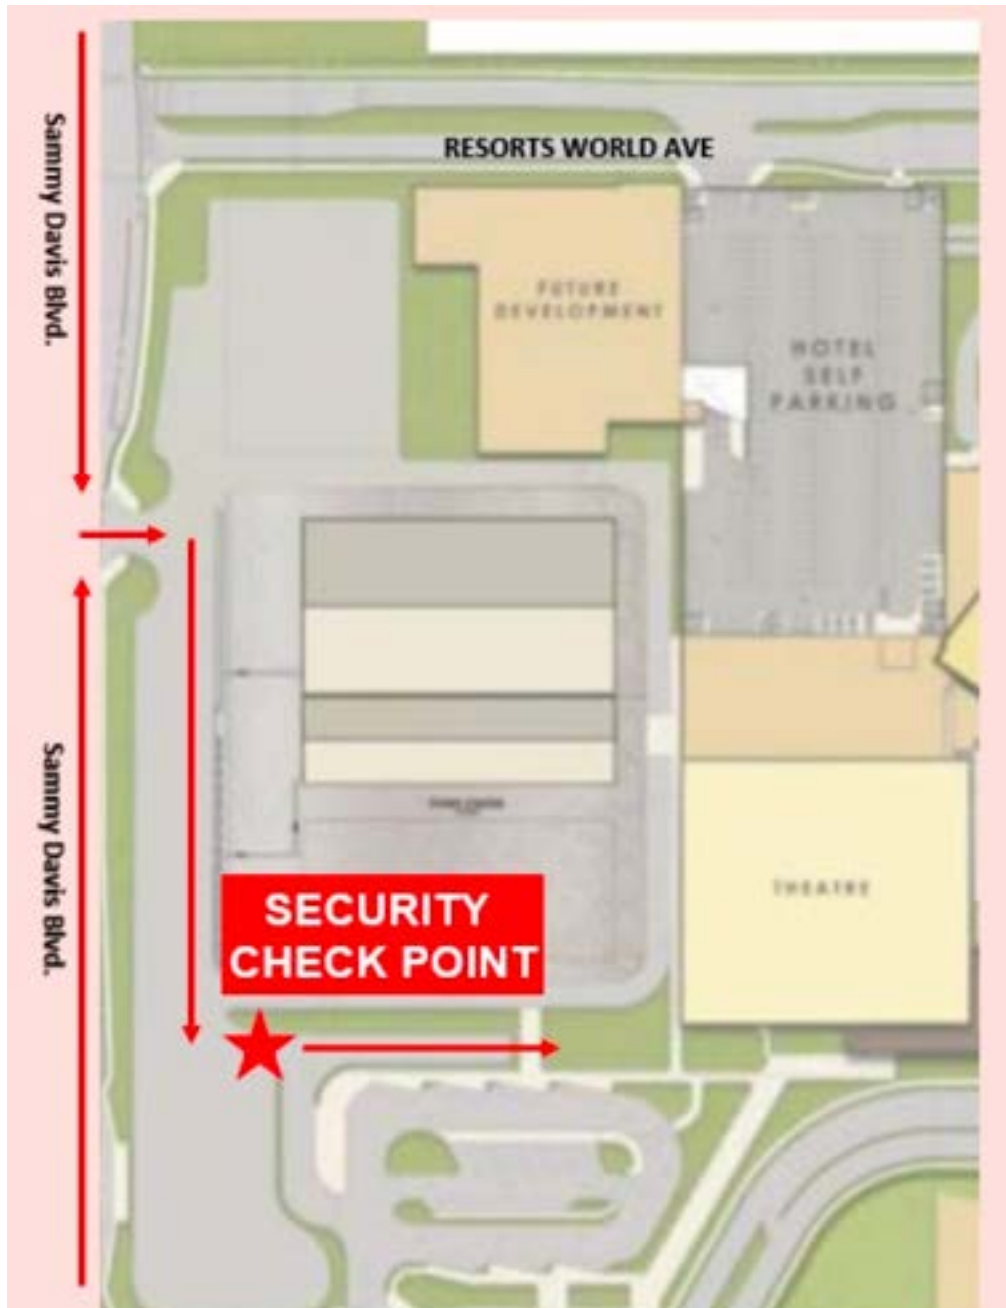 RESORTS WORLD AVE
Sammy Davis Blvd.
FUTURE
DEVELOPMENT
HOTEL
SELF
PARKING
Sammy Davis Blvd.
THEATRE
SECURITY
CHECK POINT